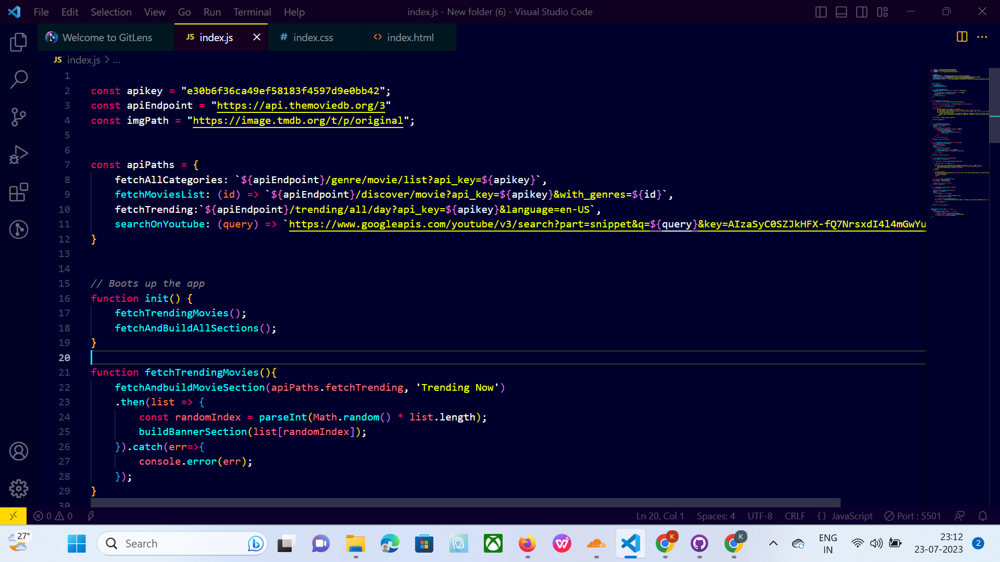 File Edit Selection View Go Run Terminal Help
index.js - New folder (6) - Visual Studio Code
Welcome to GitLens
JS index.js
# index.css
<> index.html
JS index.js > ...
1
2 const apikey = "e30b6f36ca49ef58183f4597d9e0bb42";
3 const apiEndpoint = "https://api.themoviedb.org/3"
4 const imgPath = "https://image.tmdb.org/t/p/original";
5
6
7 const apiPaths = {
8 fetchAllCategories: `${apiEndpoint}/genre/movie/list?api_key=${apikey}`,
9 fetchMoviesList: (id) => `${apiEndpoint}/discover/movie?api_key=${apikey}&with_genres=${id}`,
10 fetchTrending:`${apiEndpoint}/trending/all/day?api_key=${apikey}&language=en-US`,
11 searchOnYoutube: (query) => `https://www.googleapis.com/youtube/v3/search?part=snippet&q=${query}&key=AIzaSyC0SZJkHFX-fQ7NrsxdI4l4mGwYu
12 }
13
14
15 // Boots up the app
16 function init() {
17 fetchTrendingMovies();
18 fetchAndBuildAllSections();
19 }
20
21 function fetchTrendingMovies(){
22 fetchAndbuildMovieSection(apiPaths.fetchTrending, 'Trending Now')
23 .then(list => {
24 const randomIndex = parseInt(Math.random() * list.length);
25 buildBannerSection(list[randomIndex]);
26 }).catch(err=>{
27 console.error(err);
28 });
29 }
30
0 0 Ln 20, Col 1 Spaces: 4 UTF-8 CRLF {} JavaScript Port : 5501
27° Search K K ENG IN 23:12 23-07-2023 2